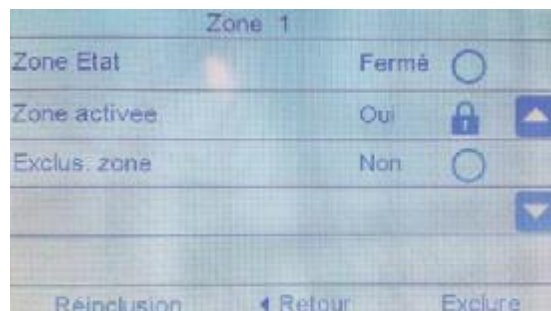 Zone 1
Zone Etat Fermé
Zone activee Oui
Exclus. zone Non
Réinclusion Retour Exclure